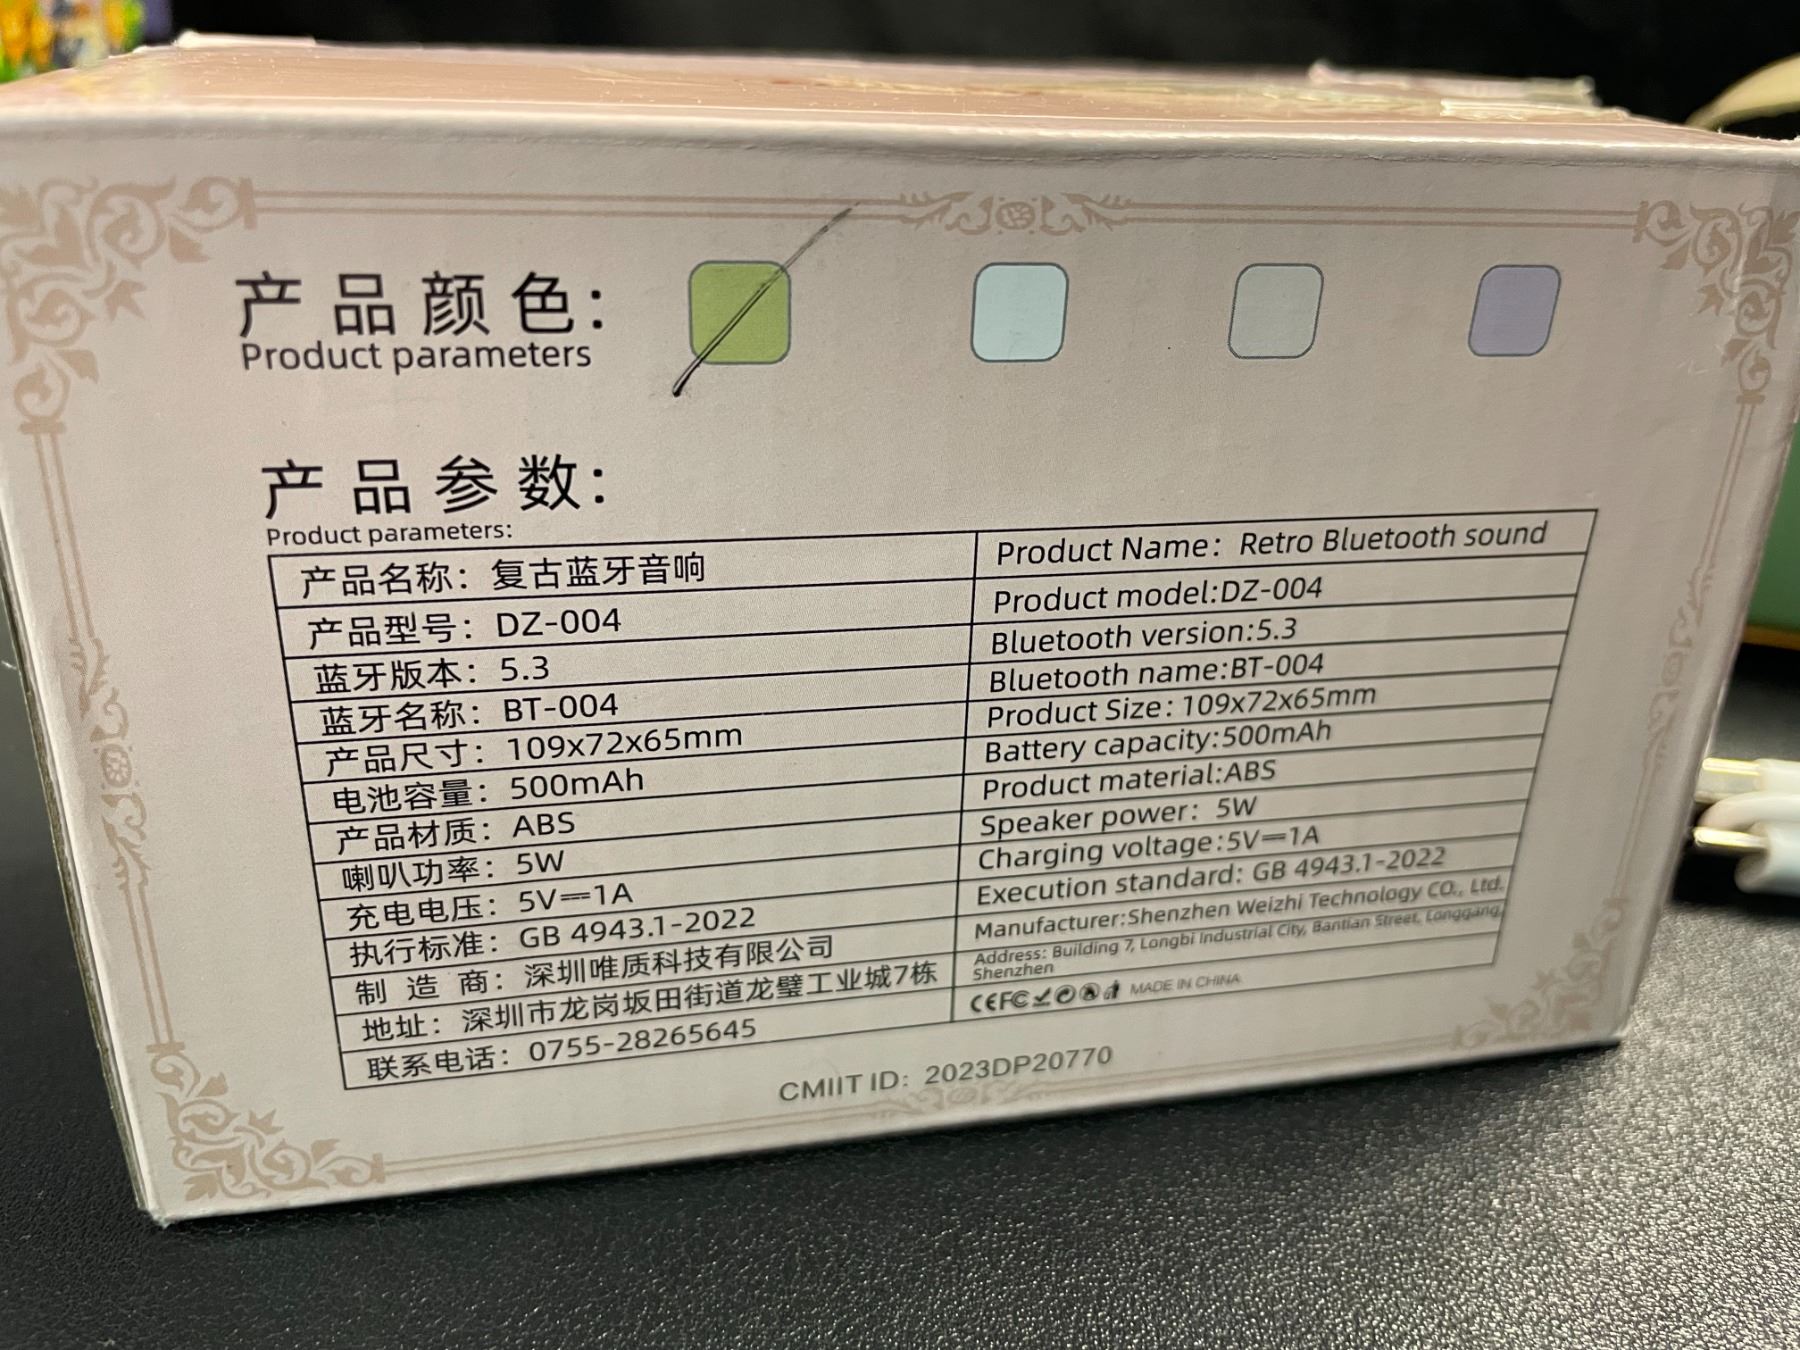 产品颜色:
Product parameters
产品参数:
Product parameters:
产品名称: 复古蓝牙音响
Product Name: Retro Bluetooth sound
产品型号: DZ-004
Product model:DZ-004
蓝牙版本: 5.3
Bluetooth version:5.3
蓝牙名称: BT-004
Bluetooth name:BT-004
产品尺寸: 109x72x65mm
Product Size: 109x72x65mm
电池容量: 500mAh
Battery capacity:500mAh
产品材质: ABS
Product material:ABS
喇叭功率: 5W
Speaker power: 5W
充电电压: 5V⎓1A
Charging voltage:5V⎓1A
执行标准: GB 4943.1-2022
Execution standard: GB 4943.1-2022
制 造 商: 深圳唯质科技有限公司
Manufacturer:Shenzhen Weizhi Technology CO., Ltd.
地址: 深圳市龙岗坂田街道龙璧工业城7栋
Address: Building 7, Longbi Industrial City, Bantian Street, Longgang,
Shenzhen
联系电话: 0755-28265645
CE FC MADE IN CHINA
CMIIT ID: 2023DP20770